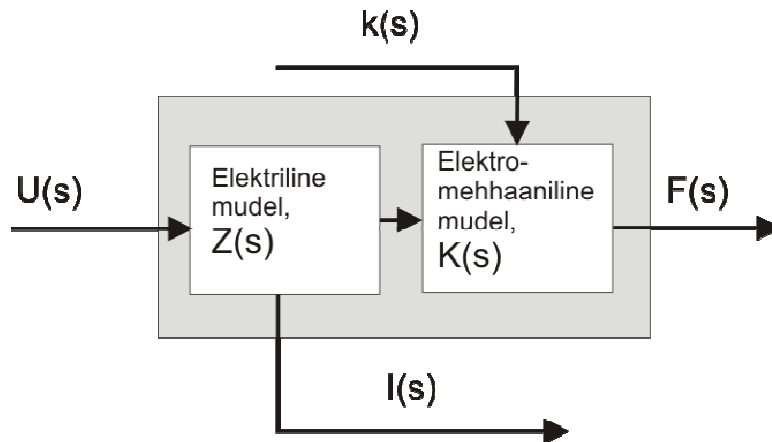 k(s)
U(s)
Elektriline
mudel,
Z(s)
Elektro-
mehhaaniline
mudel,
K(s)
F(s)
I(s)